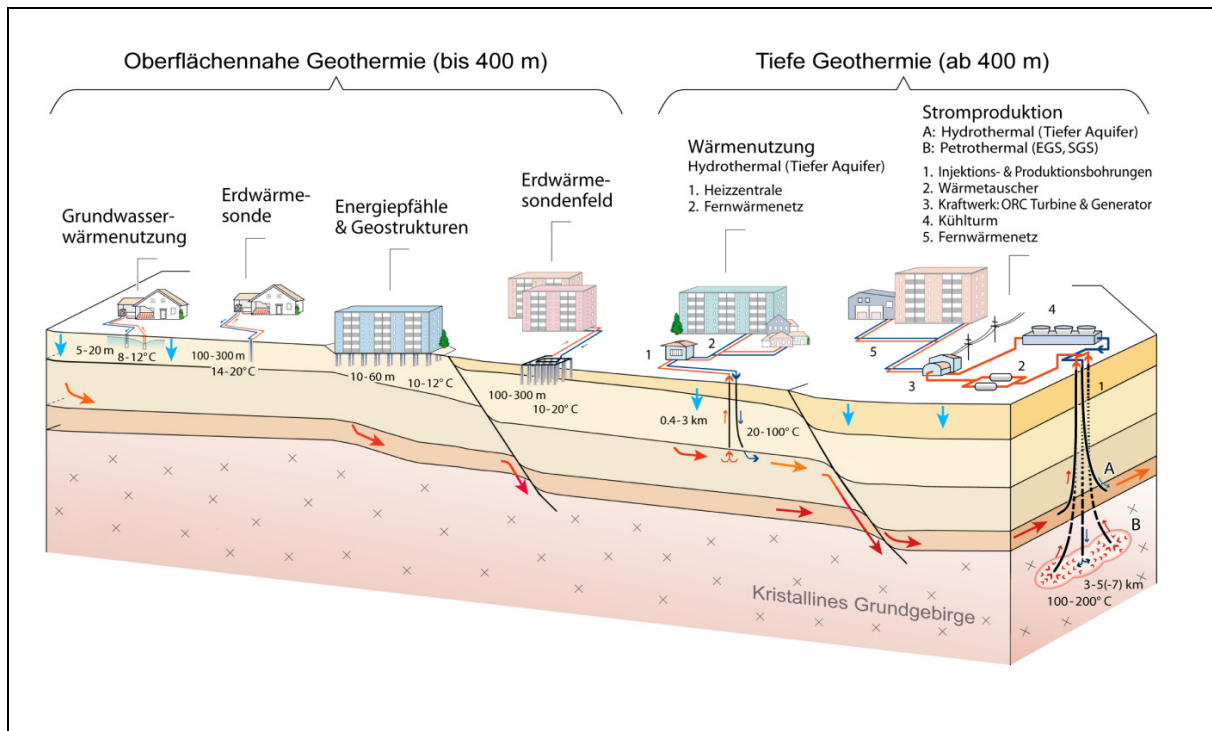 Oberflächennahe Geothermie (bis 400 m)
Tiefe Geothermie (ab 400 m)
Stromproduktion
A: Hydrothermal (Tiefer Aquifer)
B: Petrothermal (EGS, SGS)
1. Injektions- & Produktionsbohrungen
2. Wärmetauscher
3. Kraftwerk: ORC Turbine & Generator
4. Kühlturm
5. Fernwärmenetz
Wärmenutzung
Hydrothermal (Tiefer Aquifer)
1. Heizzentrale
2. Fernwärmenetz
Erdwärme-
sondenfeld
Erdwärme-
sonde
Energiepfähle
& Geostrukturen
Grundwasser-
wärmenutzung
5-20 m
8-12° C
100-300 m
14-20° C
10-60 m
10-12° C
100-300 m
10-20° C
1
2
0.4-3 km
20-100° C
5
3
2
4
1
A
B
3-5(-7) km
100-200° C
Kristallines Grundgebirge